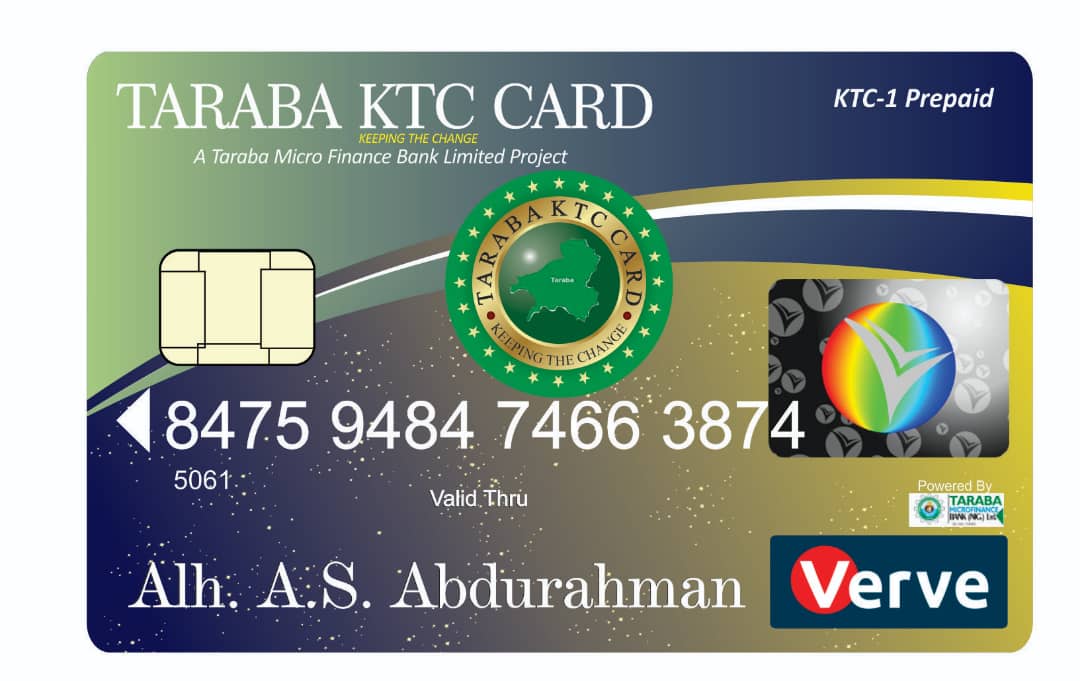 TARABA KTC CARD
KEEPING THE CHANGE
A Taraba Micro Finance Bank Limited Project
KTC-1 Prepaid
TARABA KTC CARD
Taraba
KEEPING THE CHANGE
8475 9484 7466 3874
5061
Valid Thru
Powered By
TARABA
MICROFINANCE
BANK (NIG.) Ltd
Alh. A.S. Abdurahman
Verve